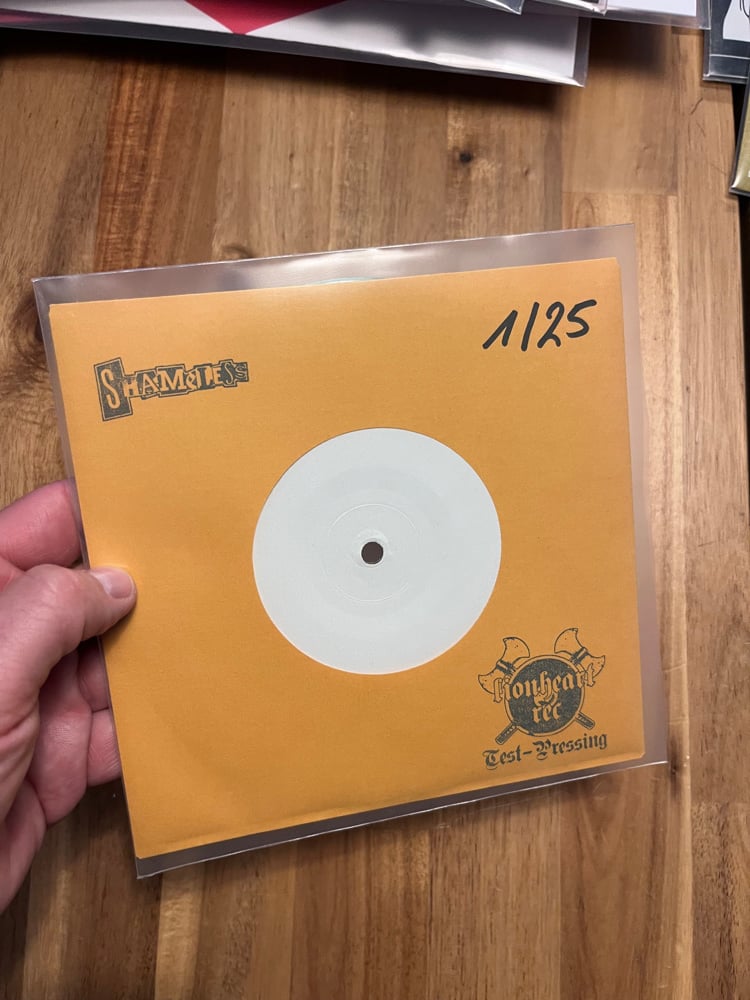 1/25
SHAMELESS
lionheart
rec
Test-Pressing